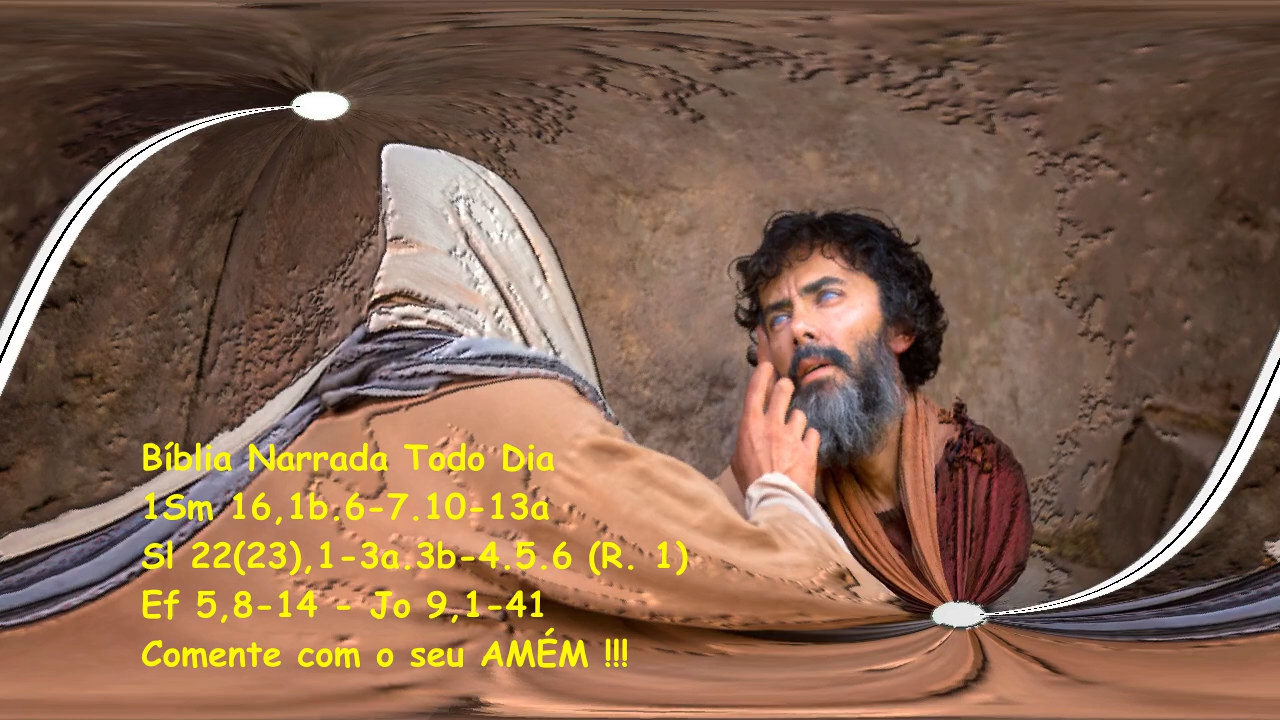 Bíblia Narrada Todo Dia
1Sm 16,1b.6-7.10-13a
Sl 22(23),1-3a.3b-4.5.6 (R. 1)
Ef 5,8-14 - Jo 9,1-41
Comente com o seu AMÉM !!!